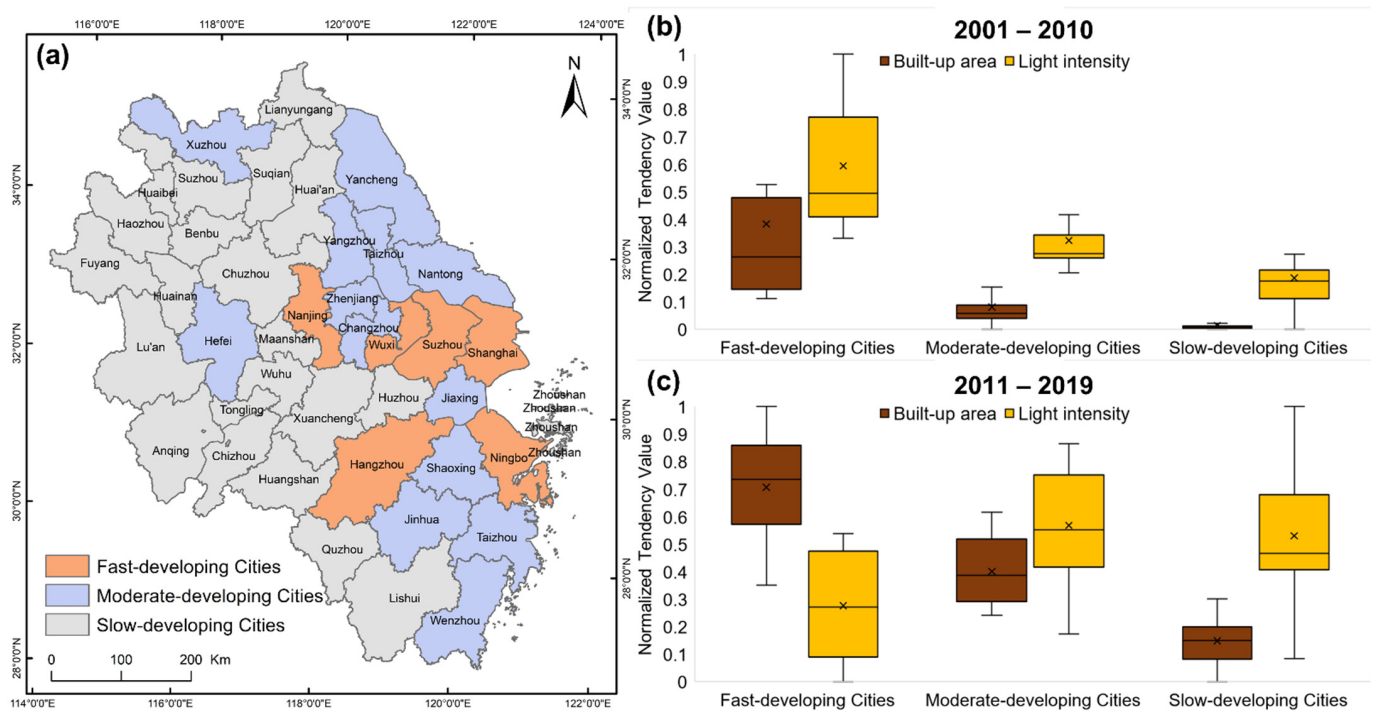 116°0'0"E 118°0'0"E 120°0'0"E 122°0'0"E 124°0'0"E
(a)
N
34°0'0"N
32°0'0"N
30°0'0"N
28°0'0"N
34°0'0"N
32°0'0"N
30°0'0"N
28°0'0"N
Lianyungang
Xuzhou
Suqian
Suzhou
Huaibei
Huai'an
Yancheng
Haozhou
Benbu
Yangzhou
Taizhou
Fuyang
Chuzhou
Nantong
Huainan
Zhenjiang
Nanjing
Changzhou
Lu'an
Hefei
Maanshan
Wuxi
Suzhou
Shanghai
Wuhu
Huzhou
Jiaxing
Zhoushan
Zhoushan
Zhoushan
Zhoushan
Tongling
Xuancheng
Anqing
Chizhou
Hangzhou
Shaoxing
Ningbo
Huangshan
Jinhua
Taizhou
Quzhou
Lishui
Wenzhou
Fast-developing Cities
Moderate-developing Cities
Slow-developing Cities
0 100 200 Km
114°0'0"E 116°0'0"E 118°0'0"E 120°0'0"E 122°0'0"E
(b)
2001 – 2010
Built-up area Light intensity
Normalized Tendency Value
1
0.9
0.8
0.7
0.6
0.5
0.4
0.3
0.2
0.1
0
Fast-developing Cities Moderate-developing Cities Slow-developing Cities
(c)
2011 – 2019
Built-up area Light intensity
Normalized Tendency Value
1
0.9
0.8
0.7
0.6
0.5
0.4
0.3
0.2
0.1
0
Fast-developing Cities Moderate-developing Cities Slow-developing Cities